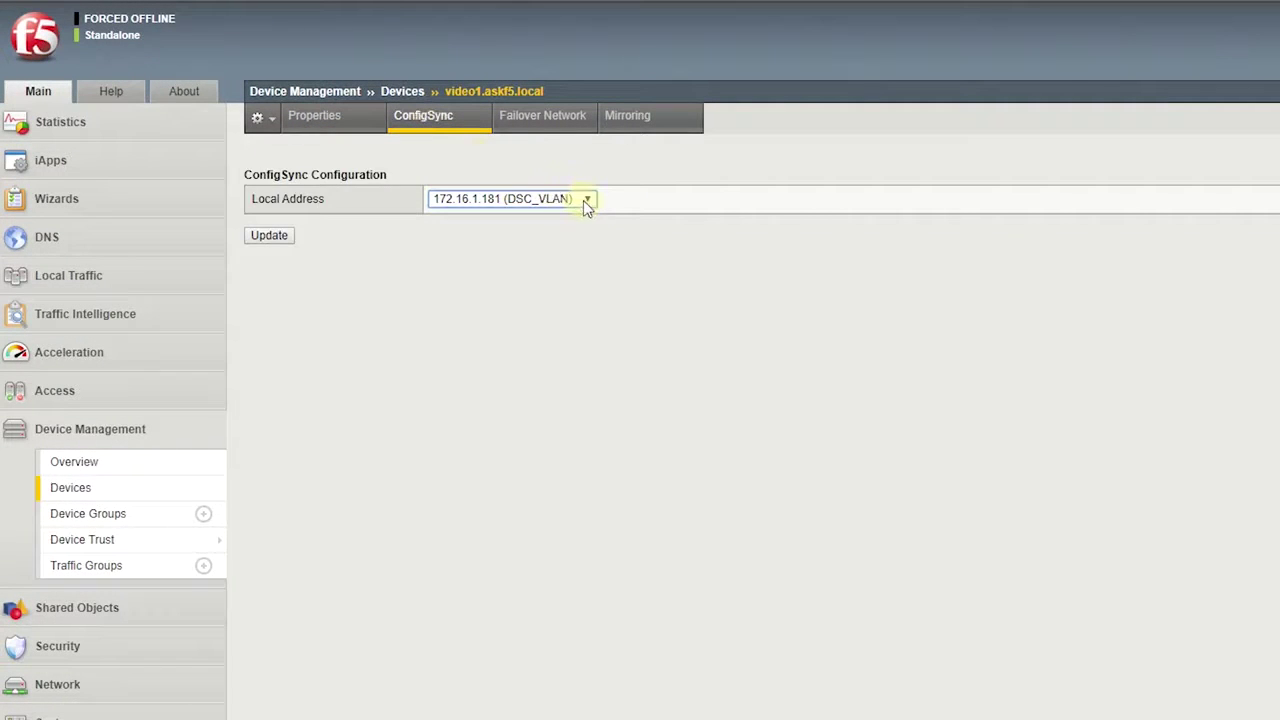 f5
FORCED OFFLINE
Standalone
Main
Help
About
Device Management ›› Devices ›› video1.askf5.local
Properties
ConfigSync
Failover Network
Mirroring
ConfigSync Configuration
Local Address
172.16.1.181 (DSC_VLAN)
Update
Statistics
iApps
Wizards
DNS
Local Traffic
Traffic Intelligence
Acceleration
Access
Device Management
Overview
Devices
Device Groups
Device Trust
Traffic Groups
Shared Objects
Security
Network